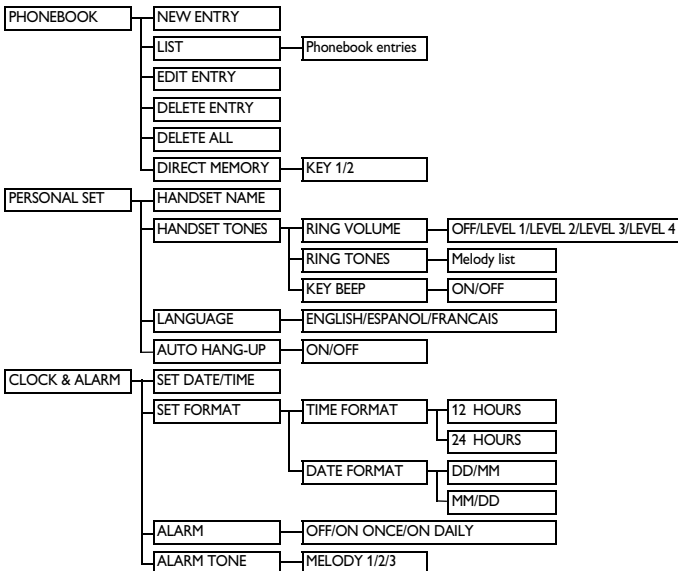 PHONEBOOK NEW ENTRY
LIST Phonebook entries
EDIT ENTRY
DELETE ENTRY
DELETE ALL
DIRECT MEMORY KEY 1/2
PERSONAL SET HANDSET NAME
HANDSET TONES RING VOLUME OFF/LEVEL 1/LEVEL 2/LEVEL 3/LEVEL 4
RING TONES Melody list
KEY BEEP ON/OFF
LANGUAGE ENGLISH/ESPANOL/FRANCAIS
AUTO HANG-UP ON/OFF
CLOCK & ALARM SET DATE/TIME
SET FORMAT TIME FORMAT 12 HOURS
24 HOURS
DATE FORMAT DD/MM
MM/DD
ALARM OFF/ON ONCE/ON DAILY
ALARM TONE MELODY 1/2/3